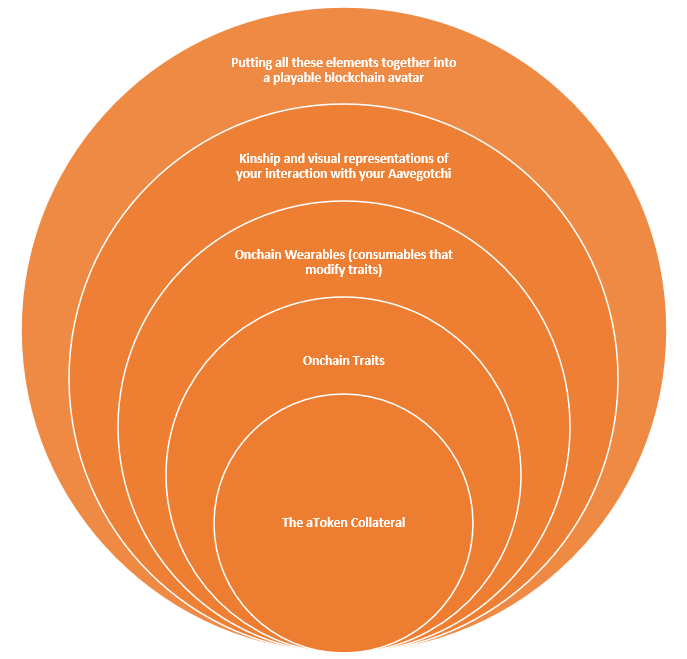 Putting all these elements together into
a playable blockchain avatar
Kinship and visual representations of
your interaction with your Aavegotchi
Onchain Wearables (consumables that
modify traits)
Onchain Traits
The aToken Collateral